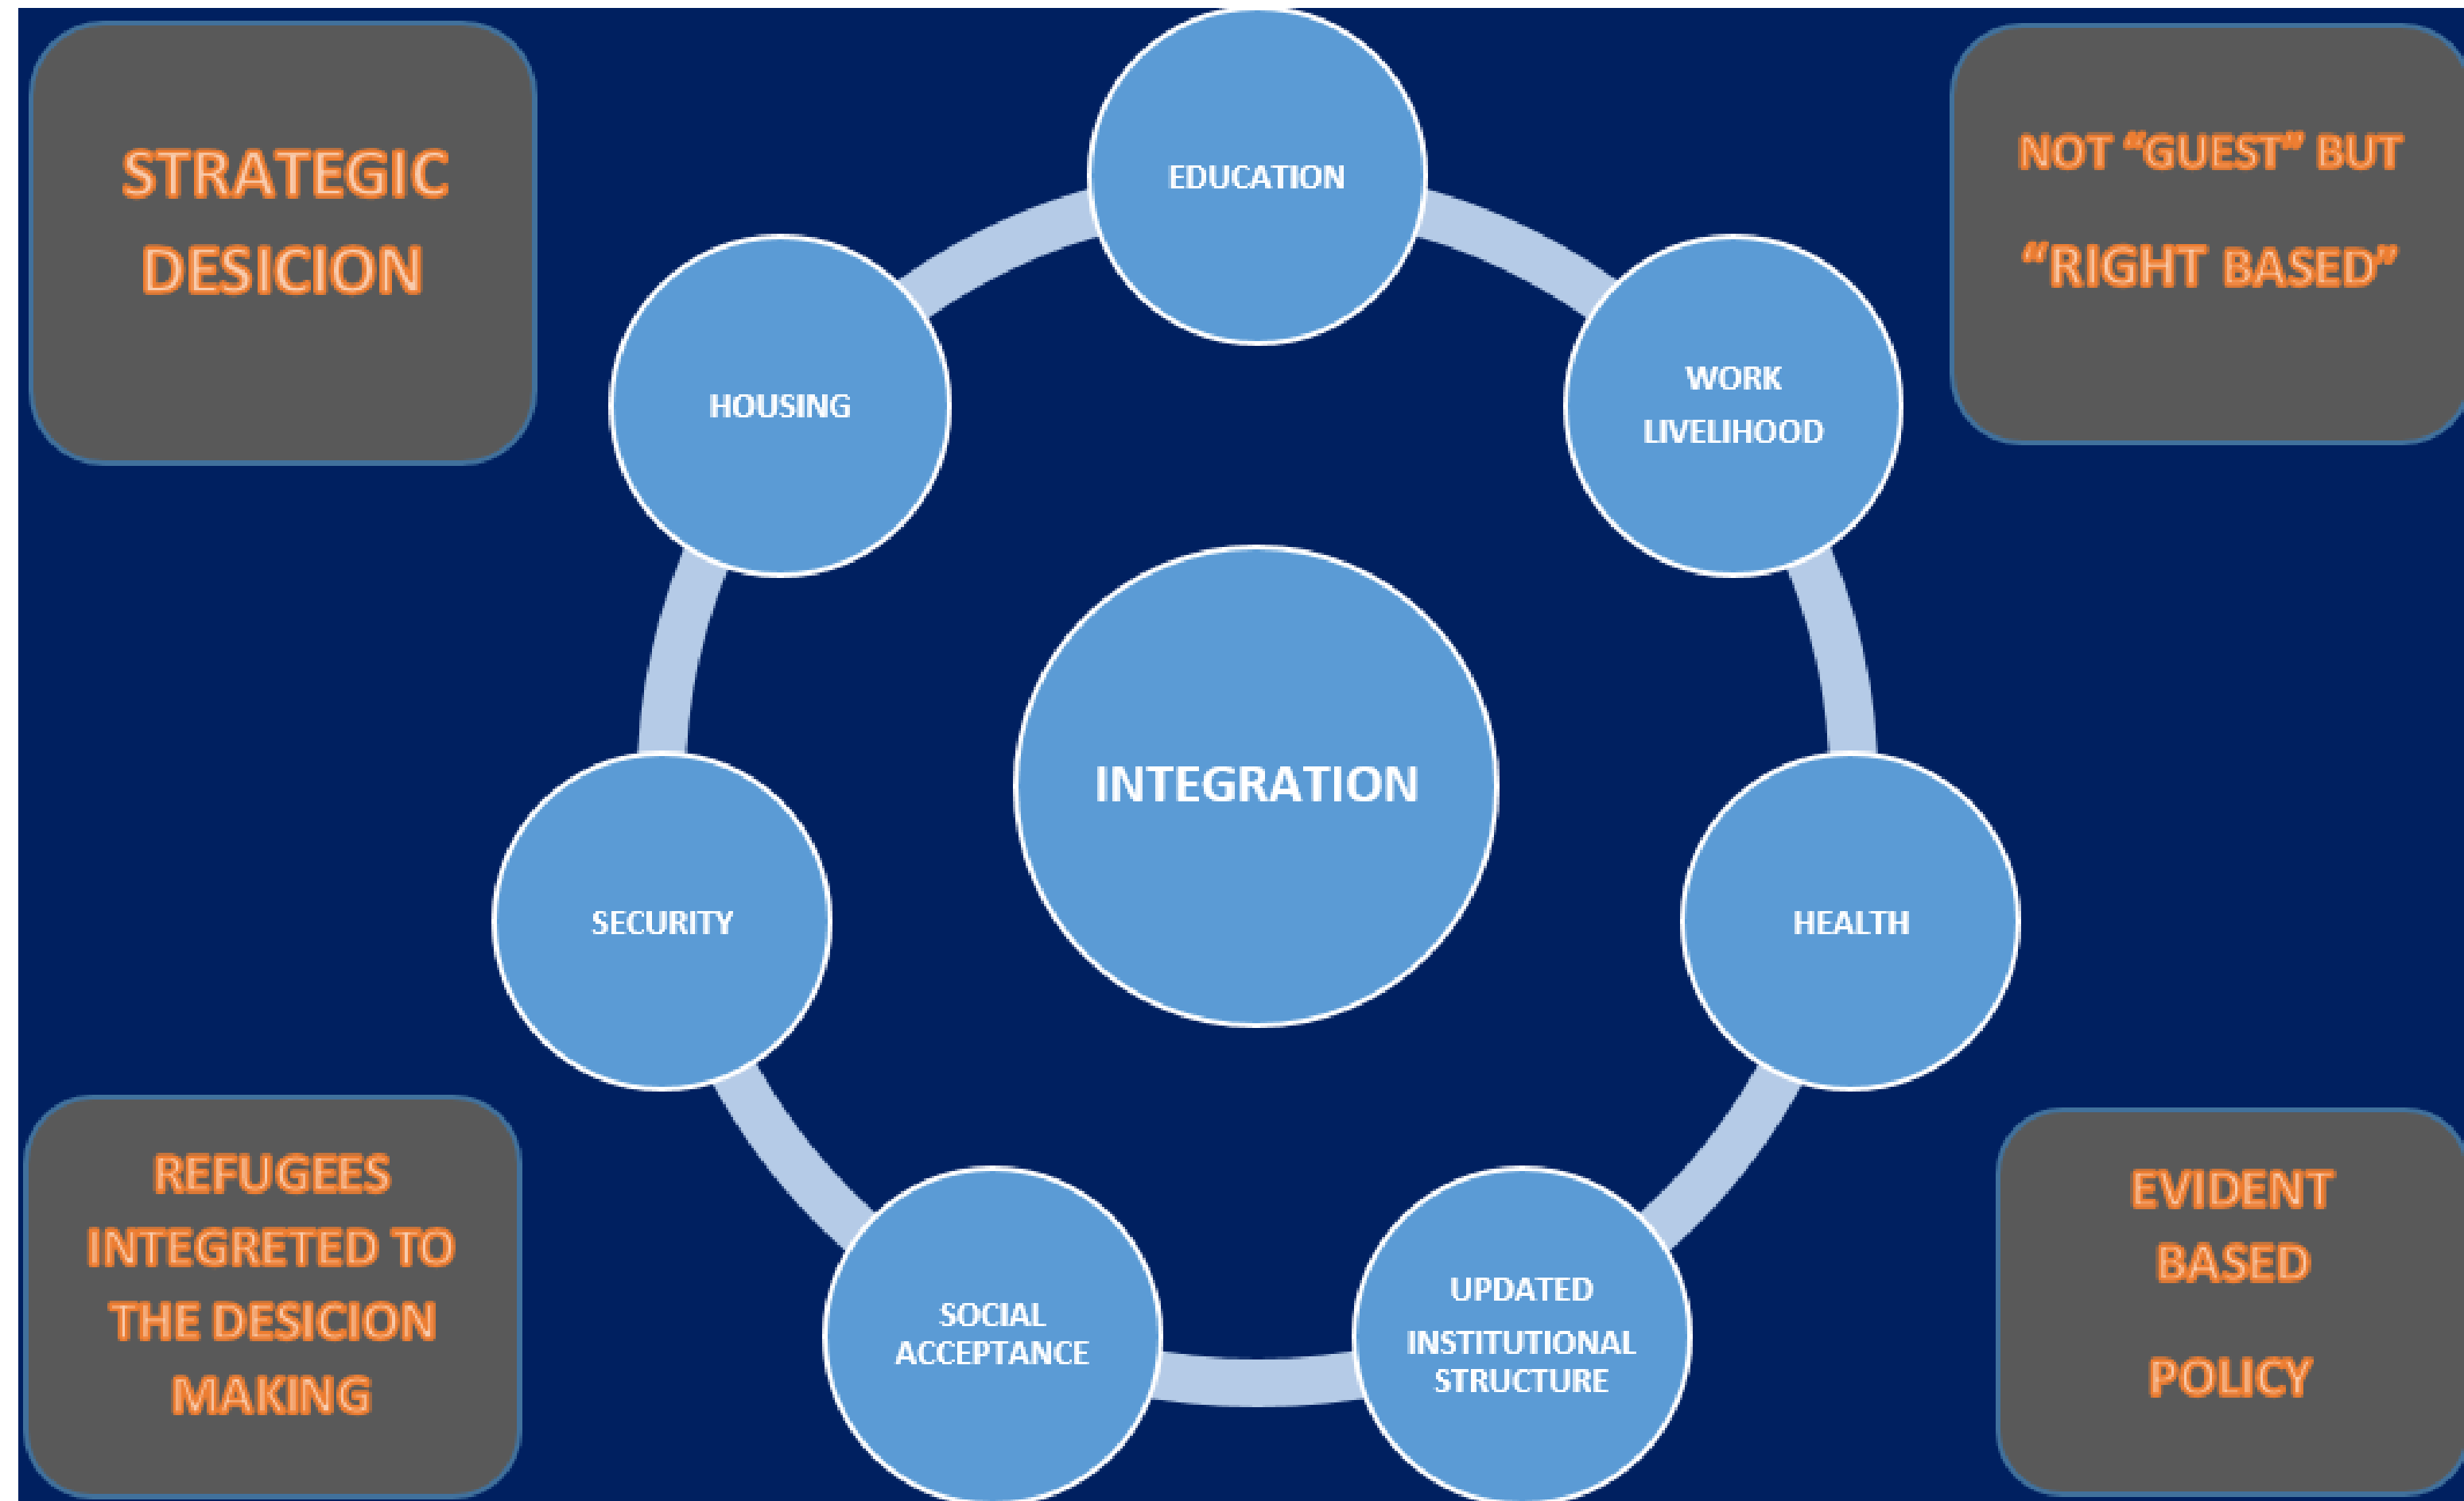 STRATEGIC
DESICION
NOT “GUEST” BUT
“RIGHT BASED”
EDUCATION
HOUSING
WORK
LIVELIHOOD
INTEGRATION
SECURITY
HEALTH
SOCIAL
ACCEPTANCE
UPDATED
INSTITUTIONAL
STRUCTURE
REFUGEES
INTEGRETED TO
THE DESICION
MAKING
EVIDENT
BASED
POLICY